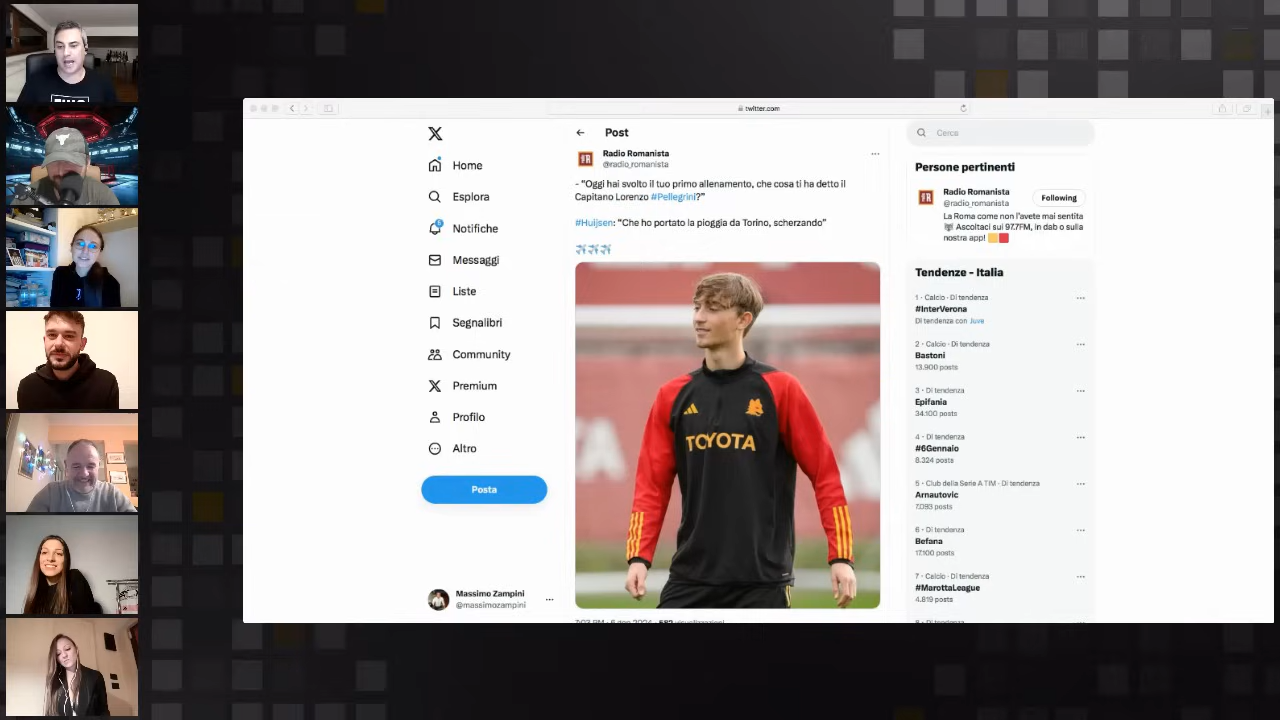 twitter.com
Home
Esplora
Notifiche
Messaggi
Liste
Segnalibri
Community
Premium
Profilo
Altro
Posta
Massimo Zampini
@massimozampini
Post
Radio Romanista
@radio_romanista
- "Oggi hai svolto il tuo primo allenamento, che cosa ti ha detto il
Capitano Lorenzo #Pellegrini?"
#Huijsen: "Che ho portato la pioggia da Torino, scherzando"
TOYOTA
Cerca
Persone pertinenti
Radio Romanista
@radio_romanista
Following
La Roma come non l'avete mai sentita
Ascoltaci sui 97.7FM, in dab o sulla
nostra app!
Tendenze - Italia
1 · Calcio · Di tendenza
#InterVerona
Di tendenza con Juve
2 · Calcio · Di tendenza
Bastoni
13.900 posts
3 · Di tendenza
Epifania
34.100 posts
4 · Di tendenza
#6Gennaio
8.324 posts
5 · Club della Serie A TIM · Di tendenza
Arnautovic
7.093 posts
6 · Di tendenza
Befana
17.100 posts
7 · Calcio · Di tendenza
#MarottaLeague
4.819 posts